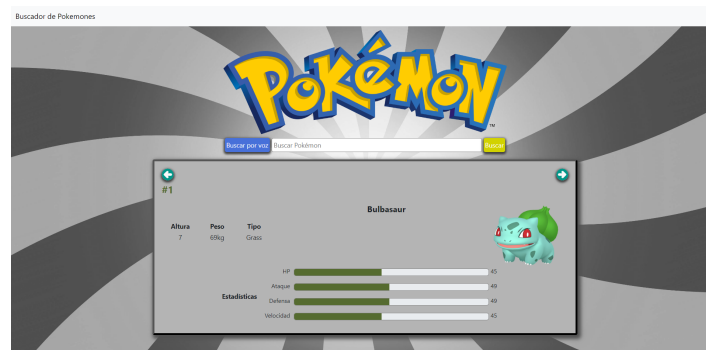 Buscador de Pokemones
POKéMON
TM
Buscar por voz Buscar Pokémon Buscar
#1
Bulbasaur
Altura Peso Tipo
7 69kg Grass
HP 45
Ataque 49
Estadísticas
Defensa 49
Velocidad 45